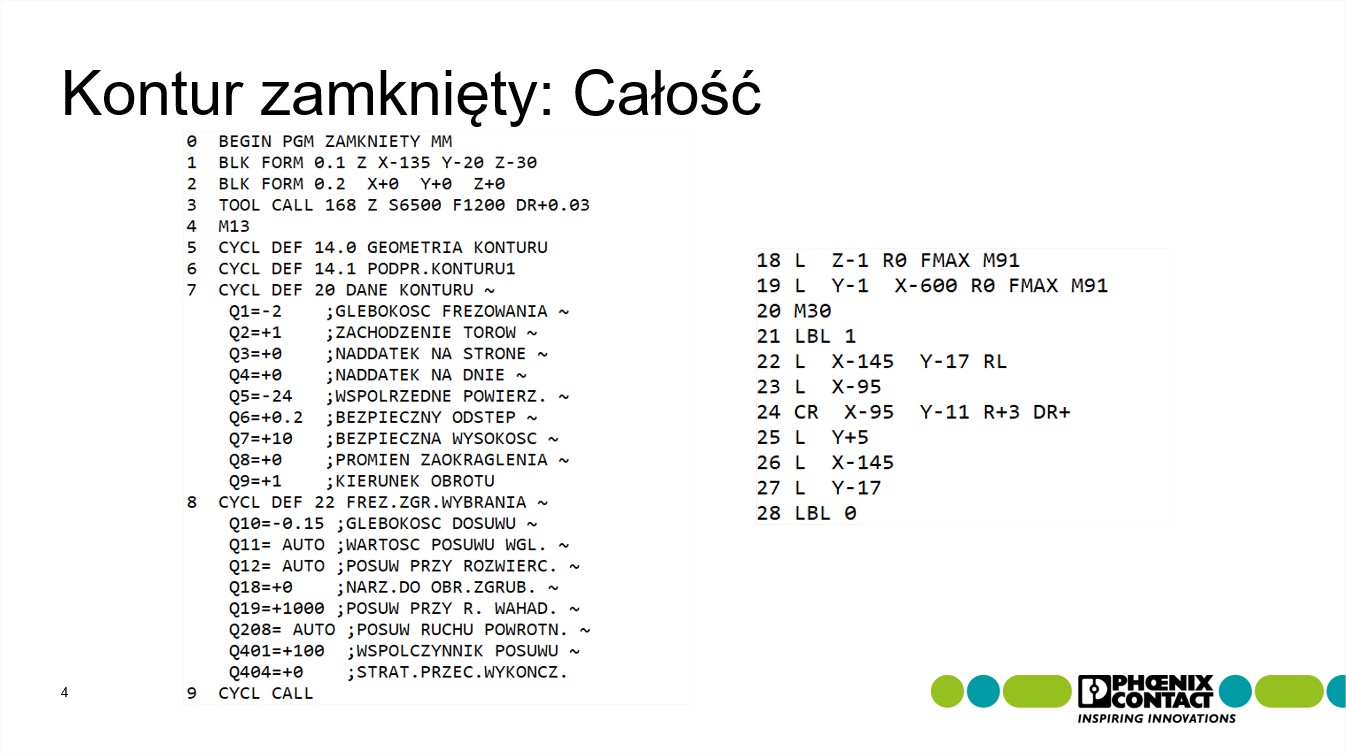 Kontur zamknięty: Całość
0 BEGIN PGM ZAMKNIETY MM
1 BLK FORM 0.1 Z X-135 Y-20 Z-30
2 BLK FORM 0.2 X+0 Y+0 Z+0
3 TOOL CALL 168 Z S6500 F1200 DR+0.03
4 M13
5 CYCL DEF 14.0 GEOMETRIA KONTURU
6 CYCL DEF 14.1 PODPR.KONTURU1
7 CYCL DEF 20 DANE KONTURU ~
Q1=-2 ;GLEBOKOSC FREZOWANIA ~
Q2=+1 ;ZACHODZENIE TOROW ~
Q3=+0 ;NADDATEK NA STRONE ~
Q4=+0 ;NADDATEK NA DNIE ~
Q5=-24 ;WSPOLRZEDNE POWIERZ. ~
Q6=+0.2 ;BEZPIECZNY ODSTEP ~
Q7=+10 ;BEZPIECZNA WYSOKOSC ~
Q8=+0 ;PROMIEN ZAOKRAGLENIA ~
Q9=+1 ;KIERUNEK OBROTU
8 CYCL DEF 22 FREZ.ZGR.WYBRANIA ~
Q10=-0.15 ;GLEBOKOSC DOSUWU ~
Q11= AUTO ;WARTOSC POSUWU WGL. ~
Q12= AUTO ;POSUW PRZY ROZWIERC. ~
Q18=+0 ;NARZ.DO OBR.ZGRUB. ~
Q19=+1000 ;POSUW PRZY R. WAHAD. ~
Q208= AUTO ;POSUW RUCHU POWROTN. ~
Q401=+100 ;WSPOLCZYNNIK POSUWU ~
Q404=+0 ;STRAT.PRZEC.WYKONCZ.
9 CYCL CALL
18 L Z-1 R0 FMAX M91
19 L Y-1 X-600 R0 FMAX M91
20 M30
21 LBL 1
22 L X-145 Y-17 RL
23 L X-95
24 CR X-95 Y-11 R+3 DR+
25 L Y+5
26 L X-145
27 L Y-17
28 LBL 0
4
PHŒNIX
CONTACT
INSPIRING INNOVATIONS